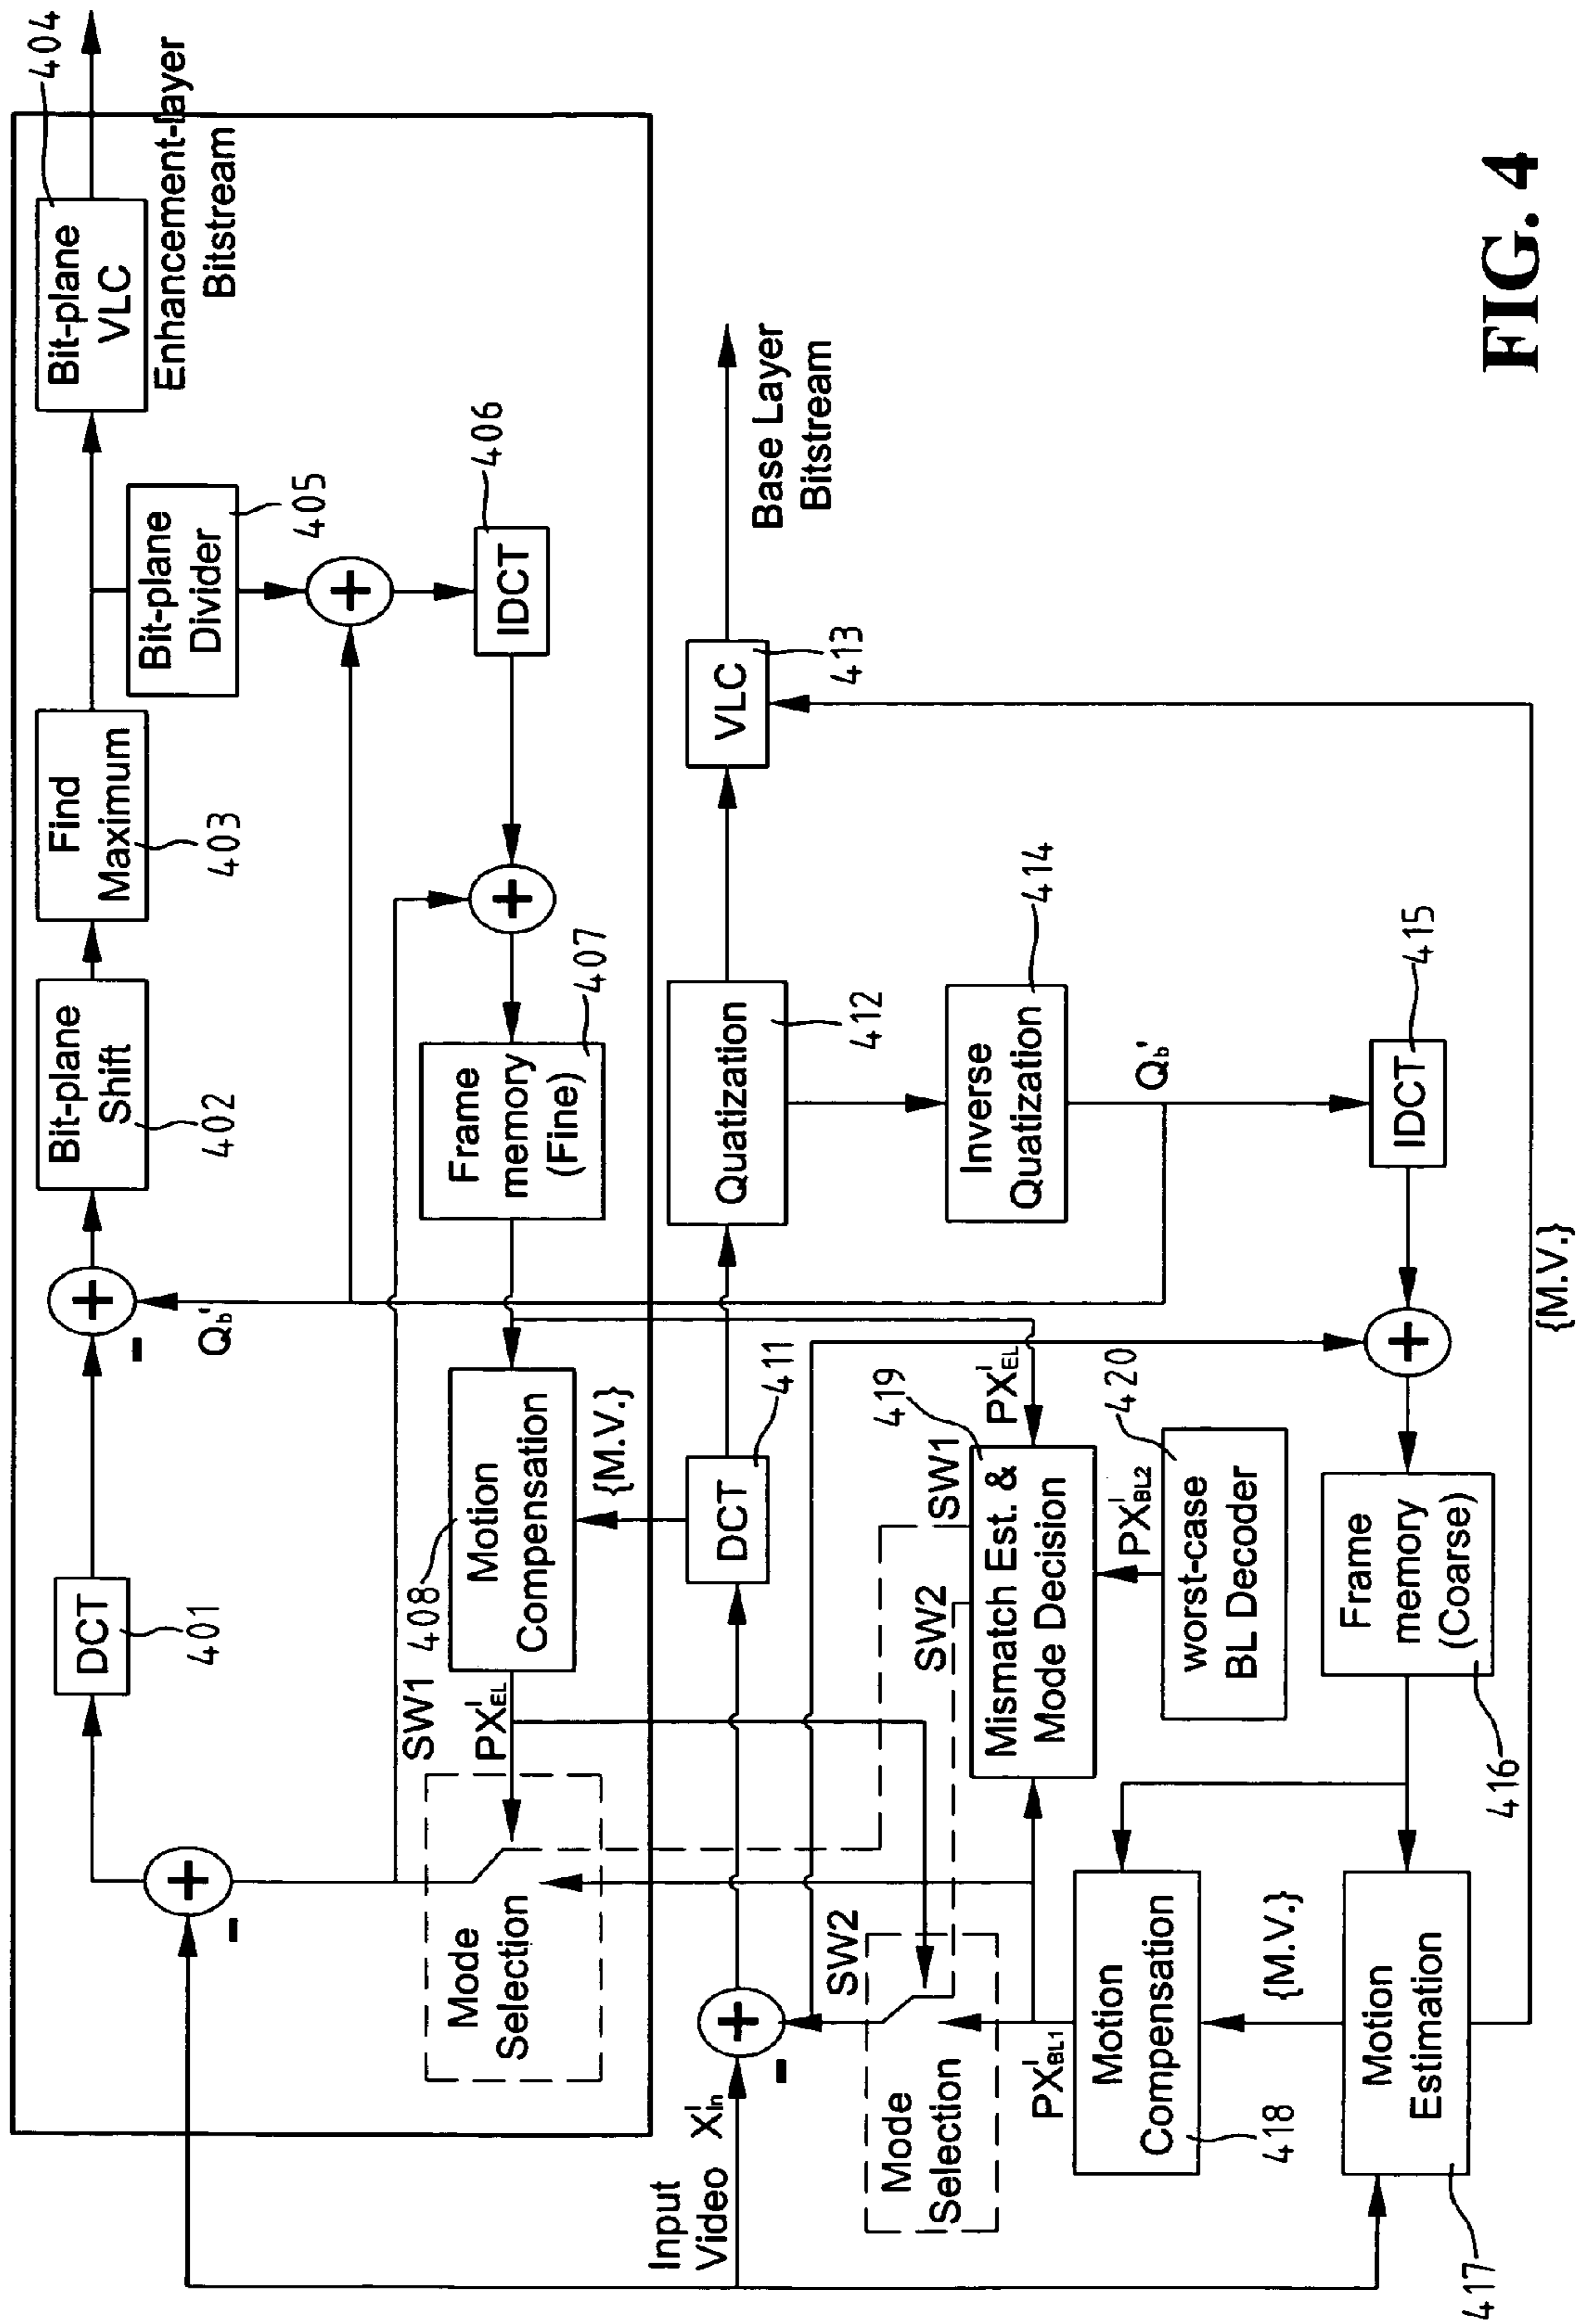 404
Bit-plane
VLC
Enhancement-layer
Bitstream
Find
Maximum
403
Bit-plane
Divider
405
406
IDCT
Bit-plane
Shift
402
Frame
memory
(Fine)
407
Qb'
DCT
401
Motion
Compensation
408
{M.V.}
SW1
PX'EL
Mode
Selection
Base Layer
Bitstream
VLC
413
Quatization
412
Inverse
Quatization
414
Qb'
IDCT
415
DCT
411
419
SW1
PX'EL
SW2
Mismatch Est. &
Mode Decision
PX'BL2
420
worst-case
BL Decoder
Frame
memory
(Coarse)
416
{M.V.}
Input
Video X'in
SW2
Mode
Selection
PX'BL1
Motion
Compensation
418
{M.V.}
Motion
Estimation
417
FIG. 4